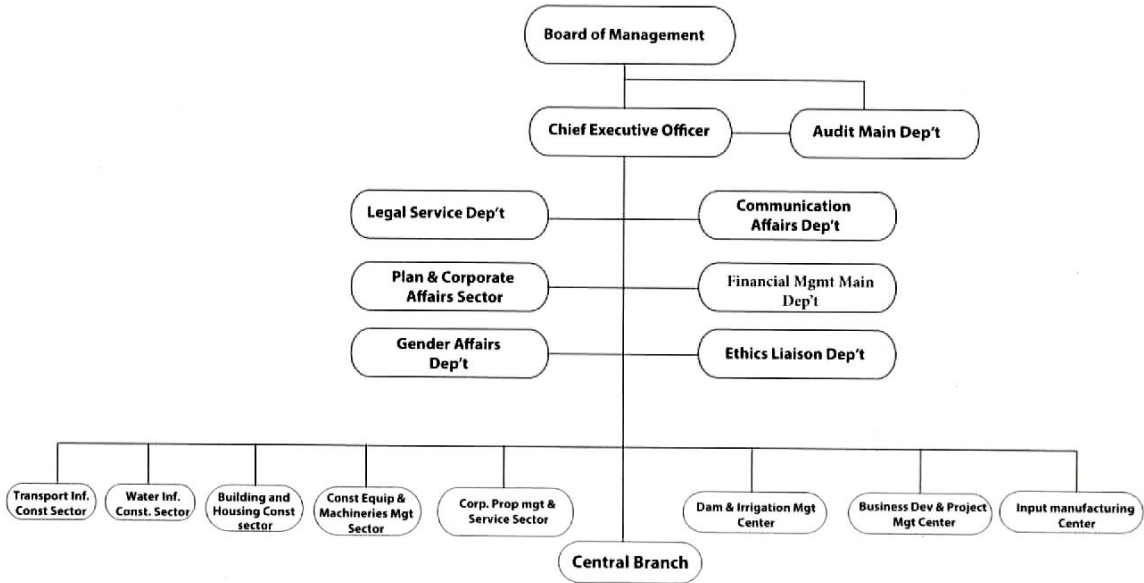 Board of Management
Chief Executive Officer
Audit Main Dep't
Legal Service Dep't
Communication
Affairs Dep't
Plan & Corporate
Affairs Sector
Financial Mgmt Main
Dep't
Gender Affairs
Dep't
Ethics Liaison Dep't
Transport Inf.
Const Sector
Water Inf.
Const. Sector
Building and
Housing Const
sector
Const Equip &
Machineries Mgt
Sector
Corp. Prop mgt &
Service Sector
Dam & Irrigation Mgt
Center
Business Dev & Project
Mgt Center
Input manufacturing
Center
Central Branch